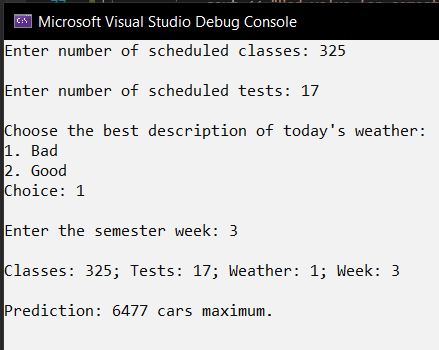 Microsoft Visual Studio Debug Console
Enter number of scheduled classes: 325
Enter number of scheduled tests: 17
Choose the best description of today's weather:
1. Bad
2. Good
Choice: 1
Enter the semester week: 3
Classes: 325; Tests: 17; Weather: 1; Week: 3
Prediction: 6477 cars maximum.